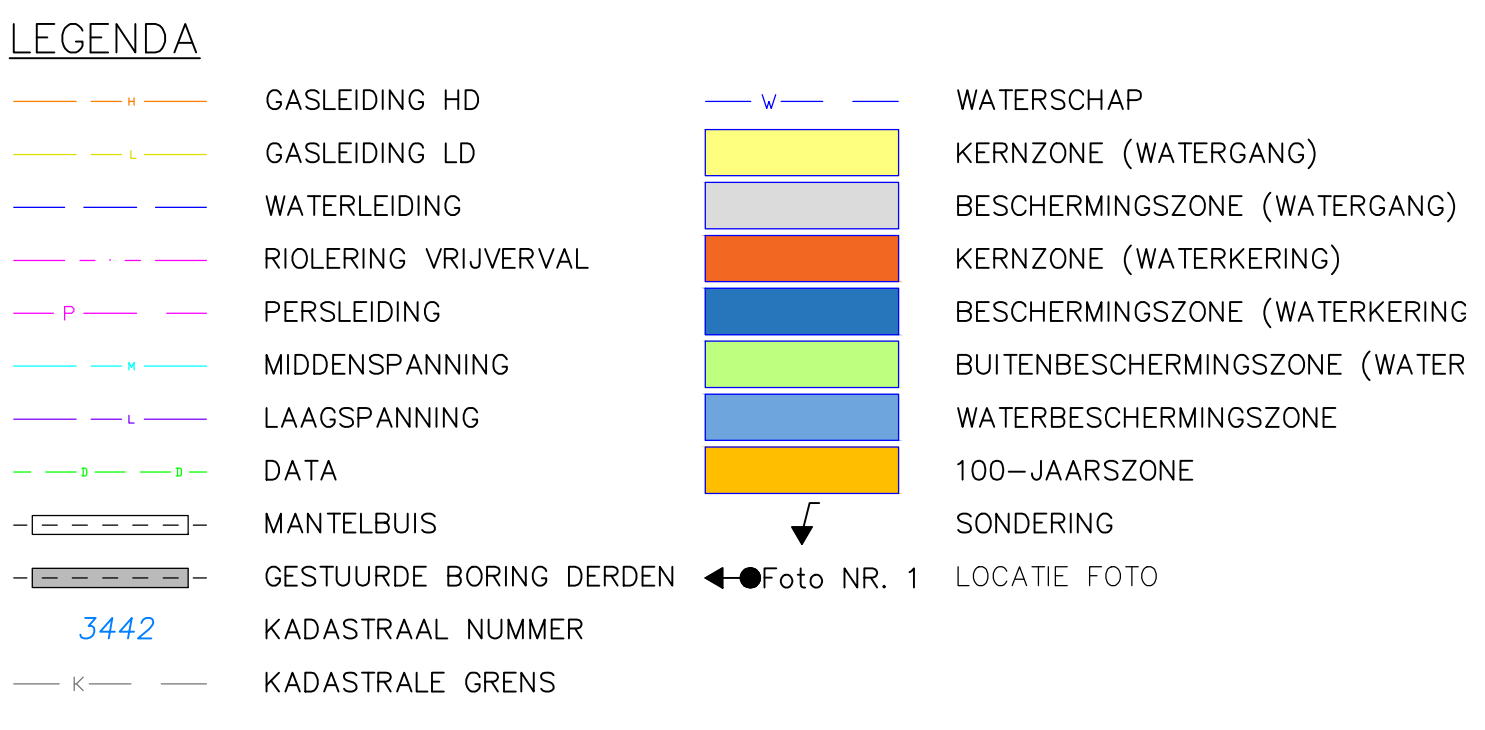 LEGENDA
H GASLEIDING HD
L GASLEIDING LD
WATERLEIDING
RIOLERING VRIJVERVAL
P PERSLEIDING
M MIDDENSPANNING
L LAAGSPANNING
D D DATA
MANTELBUIS
GESTUURDE BORING DERDEN
3442 KADASTRAAL NUMMER
K KADASTRALE GRENS
W WATERSCHAP
KERNZONE (WATERGANG)
BESCHERMINGSZONE (WATERGANG)
KERNZONE (WATERKERING)
BESCHERMINGSZONE (WATERKERING
BUITENBESCHERMINGSZONE (WATER
WATERBESCHERMINGSZONE
100-JAARSZONE
SONDERING
Foto NR. 1 LOCATIE FOTO